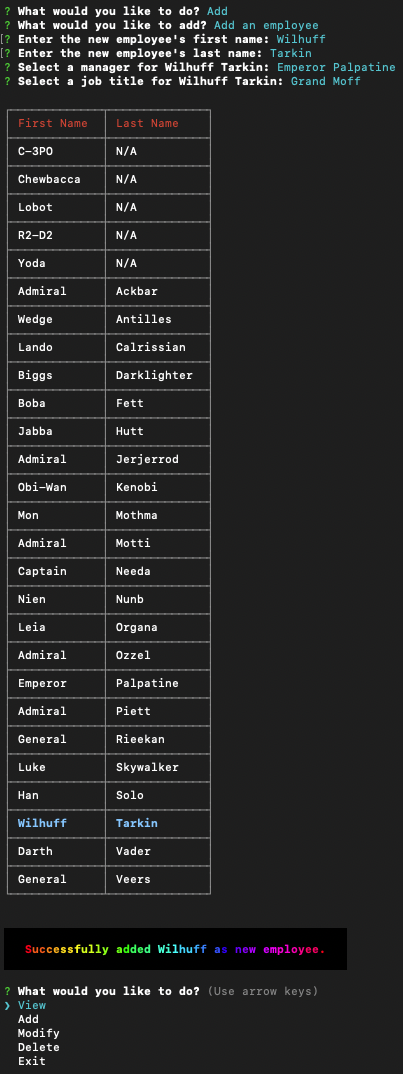 ? What would you like to do? Add
? What would you like to add? Add an employee
[? Enter the new employee's first name: Wilhuff
[? Enter the new employee's last name: Tarkin
? Select a manager for Wilhuff Tarkin: Emperor Palpatine
? Select a job title for Wilhuff Tarkin: Grand Moff
First Name Last Name
C-3PO N/A
Chewbacca N/A
Lobot N/A
R2-D2 N/A
Yoda N/A
Admiral Ackbar
Wedge Antilles
Lando Calrissian
Biggs Darklighter
Boba Fett
Jabba Hutt
Admiral Jerjerrod
Obi-Wan Kenobi
Mon Mothma
Admiral Motti
Captain Needa
Nien Nunb
Leia Organa
Admiral Ozzel
Emperor Palpatine
Admiral Piett
General Rieekan
Luke Skywalker
Han Solo
Wilhuff Tarkin
Darth Vader
General Veers
Successfully added Wilhuff as new employee.
? What would you like to do? (Use arrow keys)
❯ View
Add
Modify
Delete
Exit